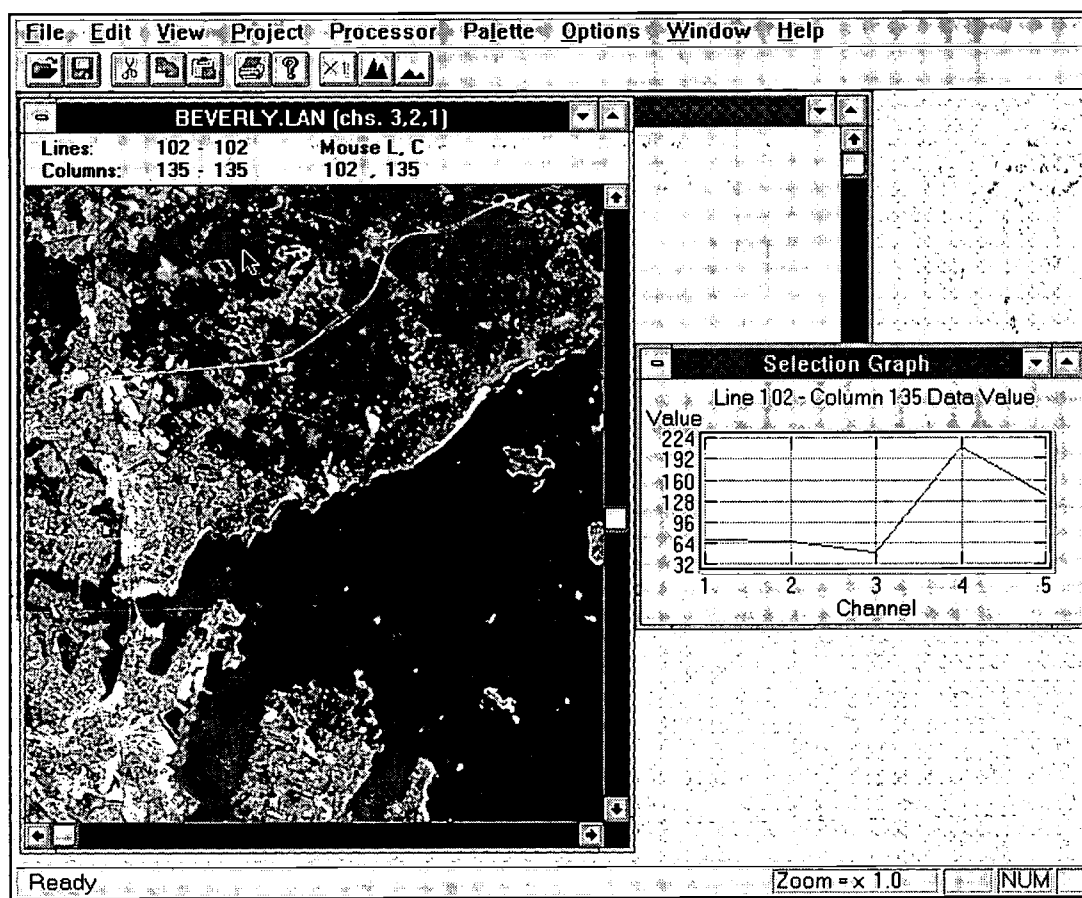 File Edit View Project Processor Palette Options Window Help
BEVERLY.LAN (chs. 3,2,1)
Lines: 102 - 102 Mouse L, C
Columns: 135 - 135 102 , 135
Selection Graph
Line 102 - Column 135 Data Value
Value
224
192
160
128
96
64
32
1 2 3 4 5
Channel
Ready Zoom = x 1.0 NUM